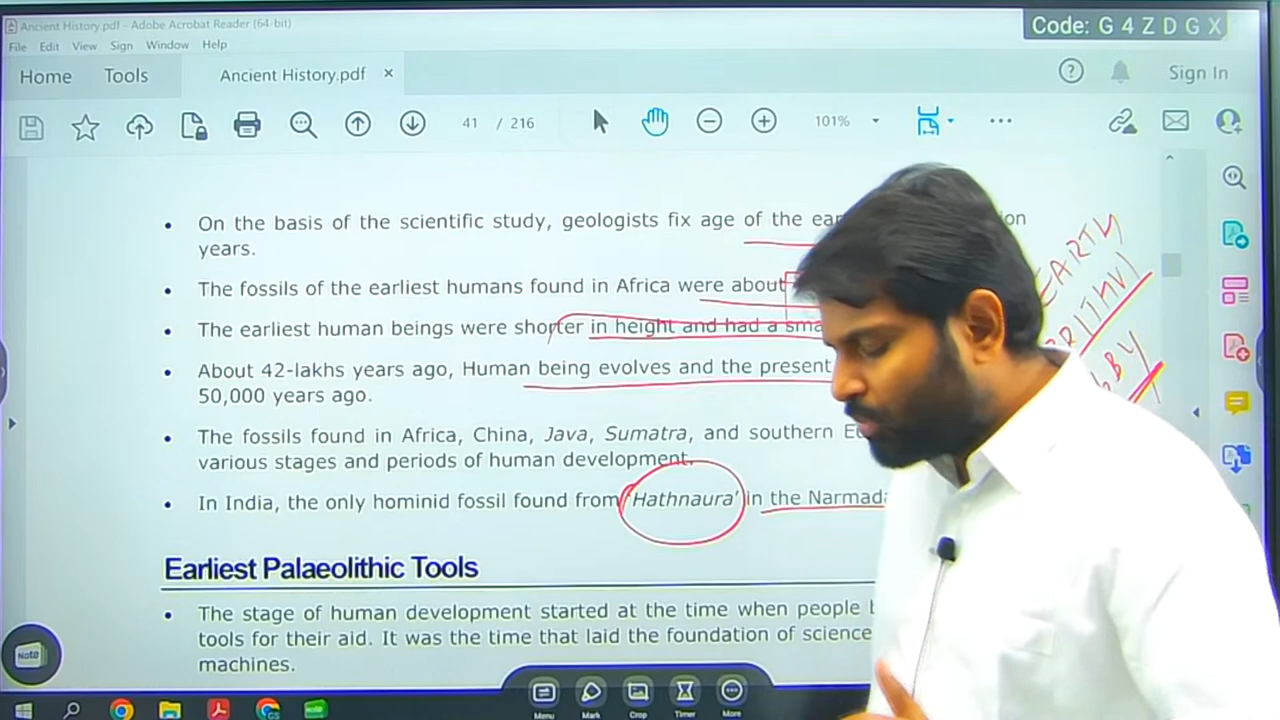 Ancient History.pdf - Adobe Acrobat Reader (64-bit)
Code: G 4 Z D G X
File Edit View Sign Window Help
Home Tools Ancient History.pdf × Sign In
41 / 216 101%
• On the basis of the scientific study, geologists fix age of the
years.
• The fossils of the earliest humans found in Africa were about
• The earliest human beings were shorter in height and had a
• About 42-lakhs years ago, Human being evolves and the present
50,000 years ago.
• The fossils found in Africa, China, Java, Sumatra, and southern
various stages and periods of human development.
• In India, the only hominid fossil found from 'Hathnaura' in the Narmada
EARTH
Earliest Palaeolithic Tools
• The stage of human development started at the time when people
tools for their aid. It was the time that laid the foundation of science
machines.
Note
Menu Mark Crop Timer More